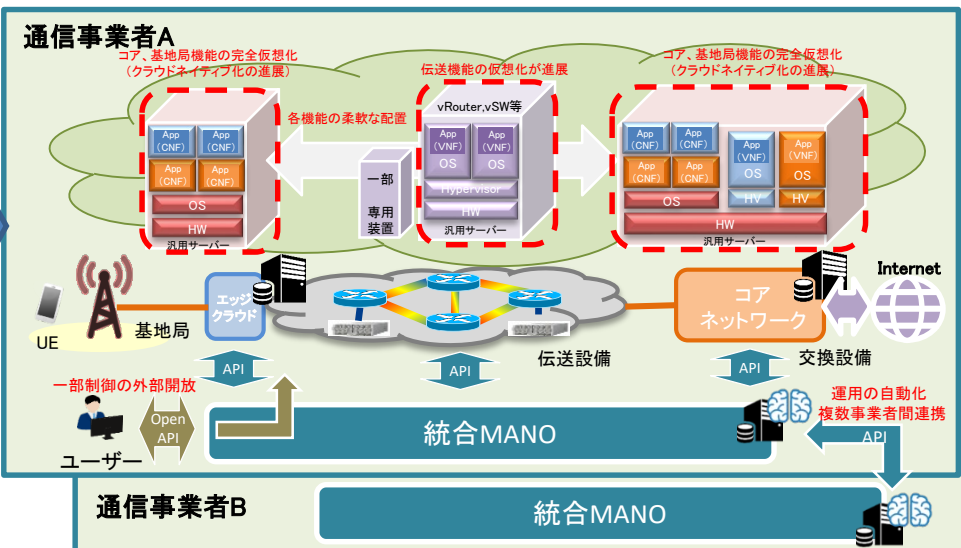 通信事業者A
コア、基地局機能の完全仮想化
（クラウドネイティブ化の進展）
伝送機能の仮想化が進展
コア、基地局機能の完全仮想化
（クラウドネイティブ化の進展）
App
(CNF)
App
(CNF)
App
(CNF)
App
(CNF)
OS
HW
汎用サーバー
各機能の柔軟な配置
一部
専用
装置
vRouter,vSW等
App
(VNF)
OS
App
(VNF)
OS
Hypervisor
HW
汎用サーバー
App
(CNF)
App
(CNF)
App
(CNF)
App
(CNF)
OS
App
(VNF)
OS
HV
App
(VNF)
OS
HV
HW
汎用サーバー
UE
基地局
エッジ
クラウド
伝送設備
コア
ネットワーク
交換設備
Internet
API
API
API
一部制御の外部開放
Open
API
ユーザー
統合MANO
運用の自動化
複数事業者間連携
API
通信事業者B
統合MANO